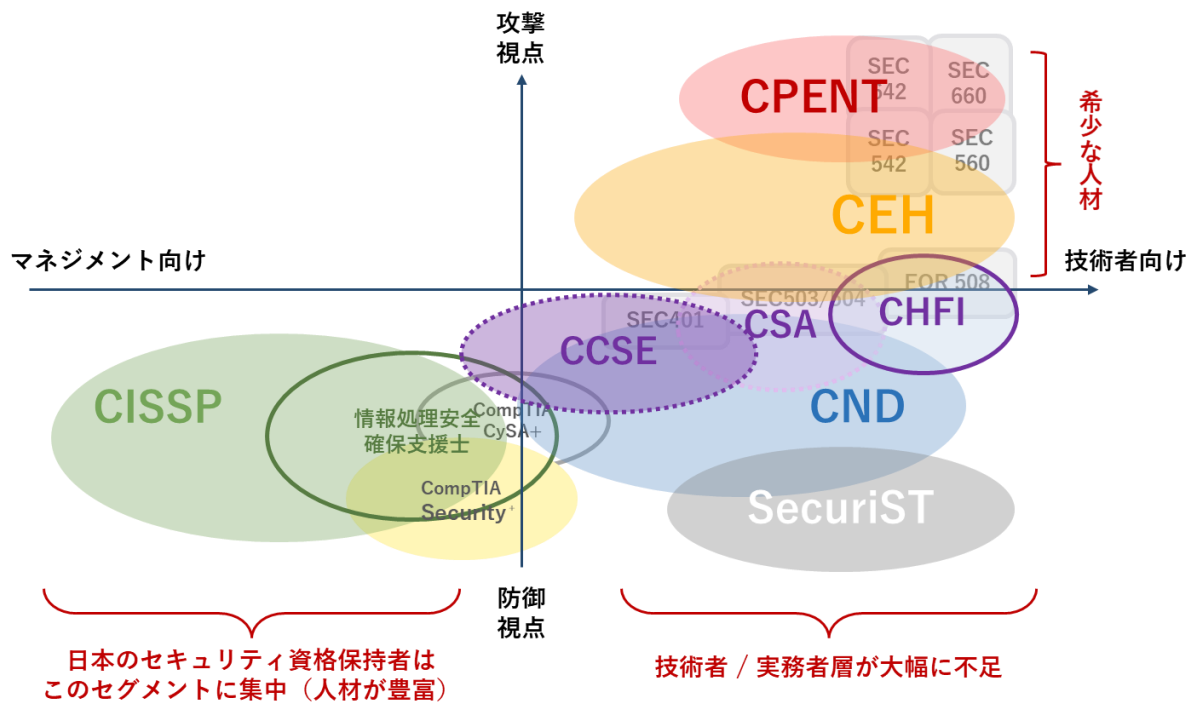 攻撃
視点
SEC
542
SEC
660
CPENT
SEC
542
SEC
560
希少な人材
CEH
マネジメント向け
技術者向け
FOR 508
SEC503/504
SEC401
CSA
CHFI
CCSE
CISSP
情報処理安全
確保支援士
CompTIA
CySA+
CND
CompTIA
Security+
SecuriST
防御
視点
日本のセキュリティ資格保持者は
このセグメントに集中（人材が豊富）
技術者 / 実務者層が大幅に不足